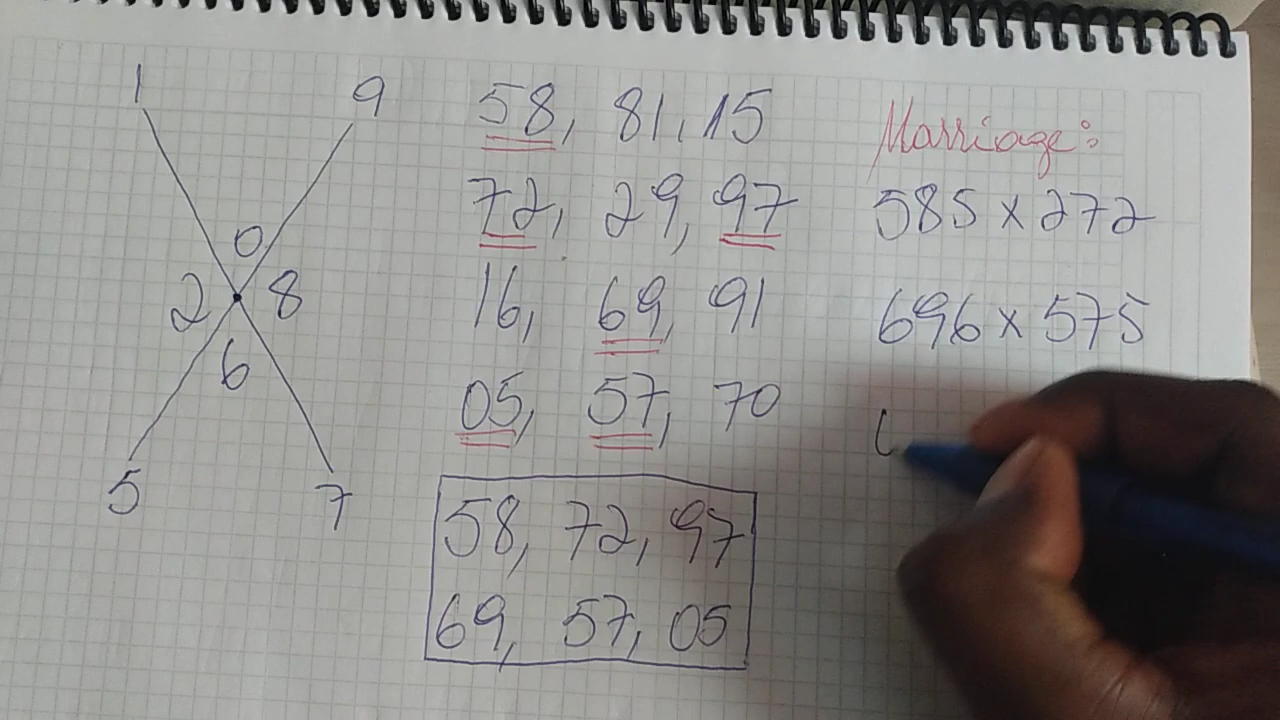 1 9
0
2 8
6
5 7
58, 81, 15
72, 29, 97
16, 69, 91
05, 57, 70
58, 72, 97
69, 57, 05
Marriage:
585 x 272
696 x 575